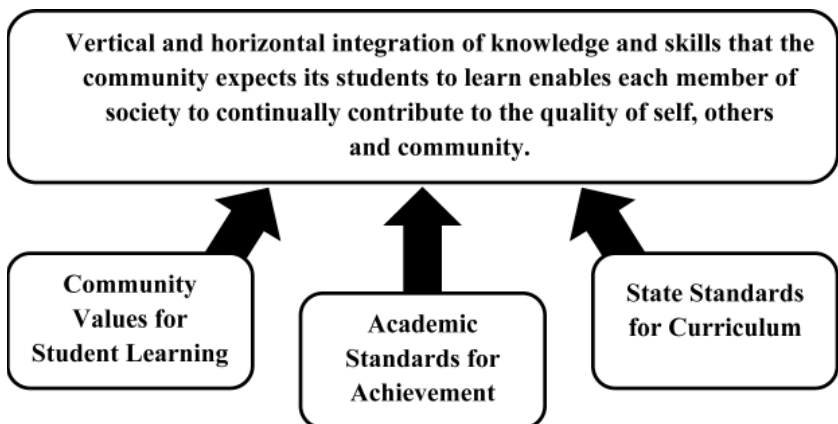 Vertical and horizontal integration of knowledge and skills that the
community expects its students to learn enables each member of
society to continually contribute to the quality of self, others
and community.
Community
Values for
Student Learning
Academic
Standards for
Achievement
State Standards
for Curriculum